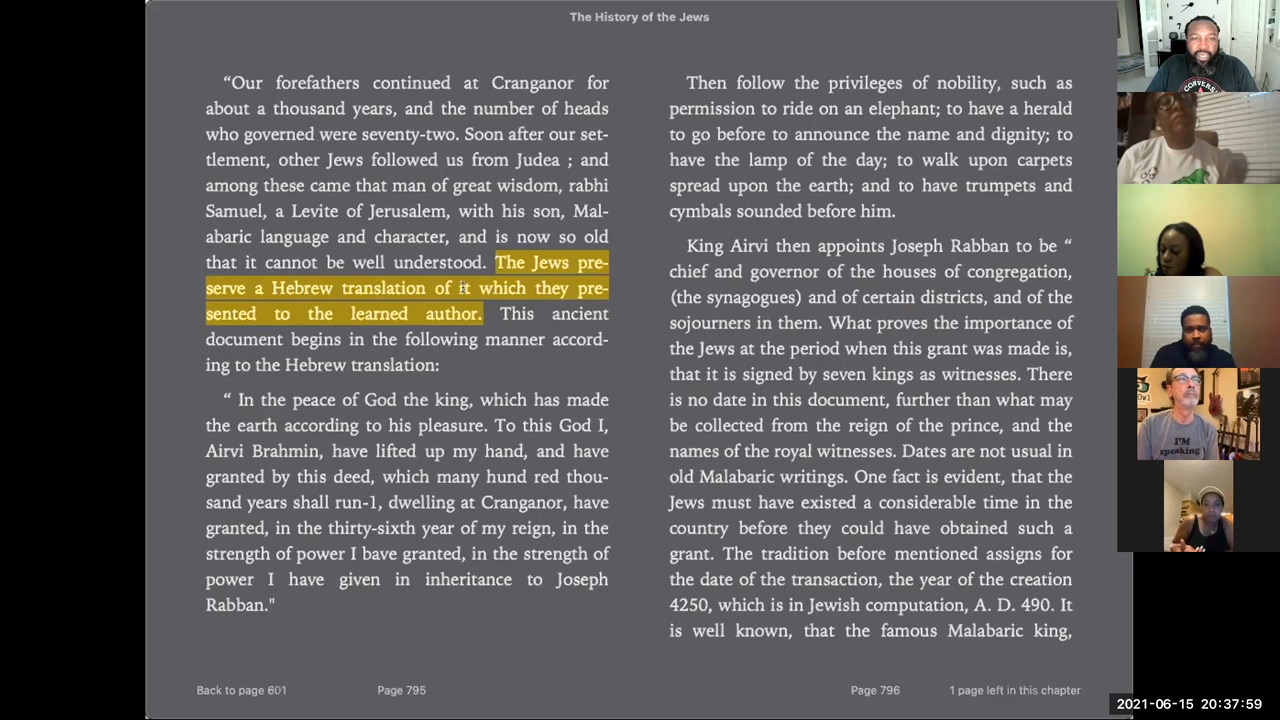 The History of the Jews
“Our forefathers continued at Cranganor for
about a thousand years, and the number of heads
who governed were seventy-two. Soon after our set-
tlement, other Jews followed us from Judea ; and
among these came that man of great wisdom, rabbi
Samuel, a Levite of Jerusalem, with his son, Mal-
abaric language and character, and is now so old
that it cannot be well understood. The Jews pre-
serve a Hebrew translation of it which they pre-
sented to the learned author. This ancient
document begins in the following manner accord-
ing to the Hebrew translation:
“ In the peace of God the king, which has made
the earth according to his pleasure. To this God I,
Airvi Brahmin, have lifted up my hand, and have
granted by this deed, which many hund red thou-
sand years shall run-1, dwelling at Cranganor, have
granted, in the thirty-sixth year of my reign, in the
strength of power I bave granted, in the strength of
power I have given in inheritance to Joseph
Rabban."
Then follow the privileges of nobility, such as
permission to ride on an elephant; to have a herald
to go before to announce the name and dignity; to
have the lamp of the day; to walk upon carpets
spread upon the earth; and to have trumpets and
cymbals sounded before him.
King Airvi then appoints Joseph Rabban to be “
chief and governor of the houses of congregation,
(the synagogues) and of certain districts, and of the
sojourners in them. What proves the importance of
the Jews at the period when this grant was made is,
that it is signed by seven kings as witnesses. There
is no date in this document, further than what may
be collected from the reign of the prince, and the
names of the royal witnesses. Dates are not usual in
old Malabaric writings. One fact is evident, that the
Jews must have existed a considerable time in the
country before they could have obtained such a
grant. The tradition before mentioned assigns for
the date of the transaction, the year of the creation
4250, which is in Jewish computation, A. D. 490. It
is well known, that the famous Malabaric king,
Back to page 601
Page 795
Page 796
1 page left in this chapter
CONVERSE
I'M
speaking
2021-06-15 20:37:59